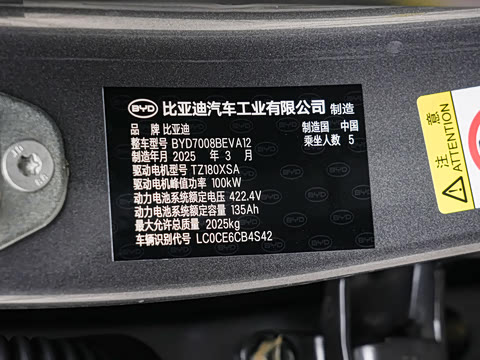 BYD 比亚迪汽车工业有限公司 制造
品 牌 比亚迪 制造国 中国
整车型号 BYD7008BEVA12 乘坐人数 5
制造年月 2025 年 3 月
驱动电机型号 TZ180XSA
驱动电机峰值功率 100kW
动力电池系统额定电压 422.4V
动力电池系统额定容量 135Ah
最大允许总质量 2025kg
车辆识别代号 LC0CE6CB4S42
注意
ATTENTION